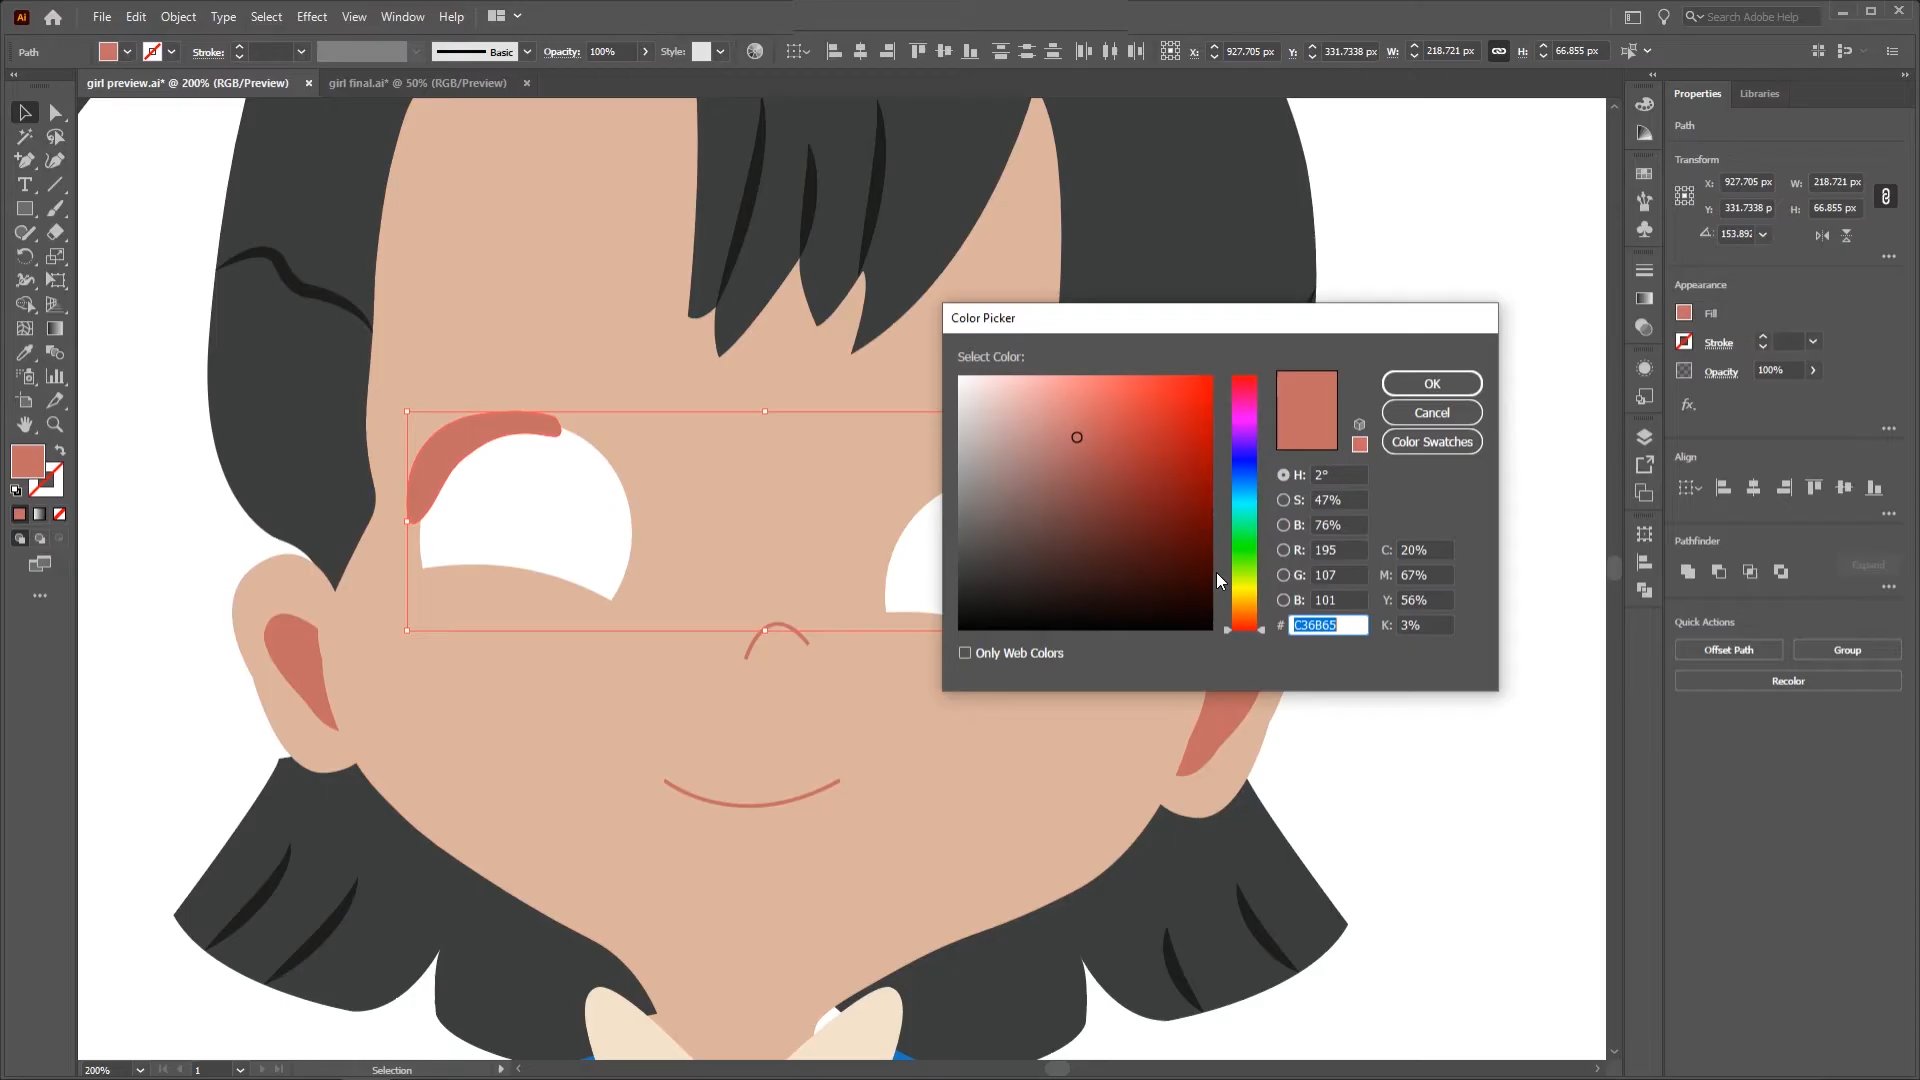 Ai File Edit Object Type Select Effect View Window Help Search Adobe Help
Path Stroke: Basic Opacity: 100% Style: X: 927.705 px Y: 331.7338 px W: 218.721 px H: 66.855 px
girl preview.ai* @ 200% (RGB/Preview) × girl final.ai* @ 50% (RGB/Preview) ×
Properties Libraries
Path
Transform
X: 927.705 px W: 218.721 px
Y: 331.7338 p H: 66.855 px
153.892
Appearance
Fill
Stroke
Opacity 100%
fx.
Align
Pathfinder
Expand
Quick Actions
Offset Path Group
Recolor
Color Picker
Select Color:
OK
Cancel
Color Swatches
H: 2°
S: 47%
B: 76%
R: 195 C: 20%
G: 107 M: 67%
B: 101 Y: 56%
# C36B65 K: 3%
Only Web Colors
200% 1 Selection